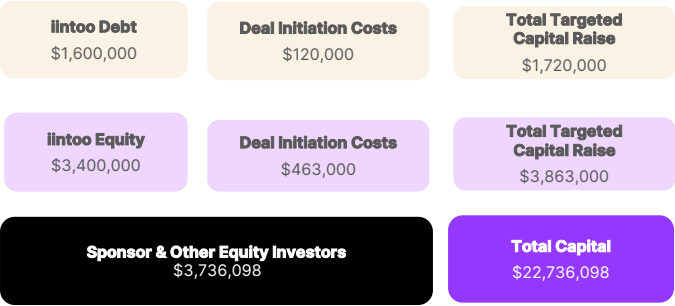 iintoo Debt
$1,600,000
Deal Initiation Costs
$120,000
Total Targeted
Capital Raise
$1,720,000
iintoo Equity
$3,400,000
Deal Initiation Costs
$463,000
Total Targeted
Capital Raise
$3,863,000
Sponsor & Other Equity Investors
$3,736,098
Total Capital
$22,736,098